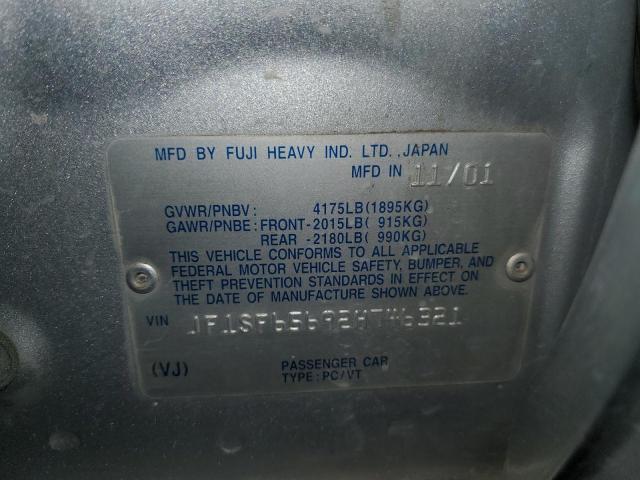 MFD BY FUJI HEAVY IND. LTD.,JAPAN
MFD IN 11/01
GVWR/PNBV: 4175LB(1895KG)
GAWR/PNBE:FRONT-2015LB( 915KG)
REAR -2180LB( 990KG)
THIS VEHICLE CONFORMS TO ALL APPLICABLE
FEDERAL MOTOR VEHICLE SAFETY, BUMPER, AND
THEFT PREVENTION STANDARDS IN EFFECT ON
THE DATE OF MANUFACTURE SHOWN ABOVE.
VIN JF1SF65692H746321
(VJ) PASSENGER CAR
TYPE:PC/VT